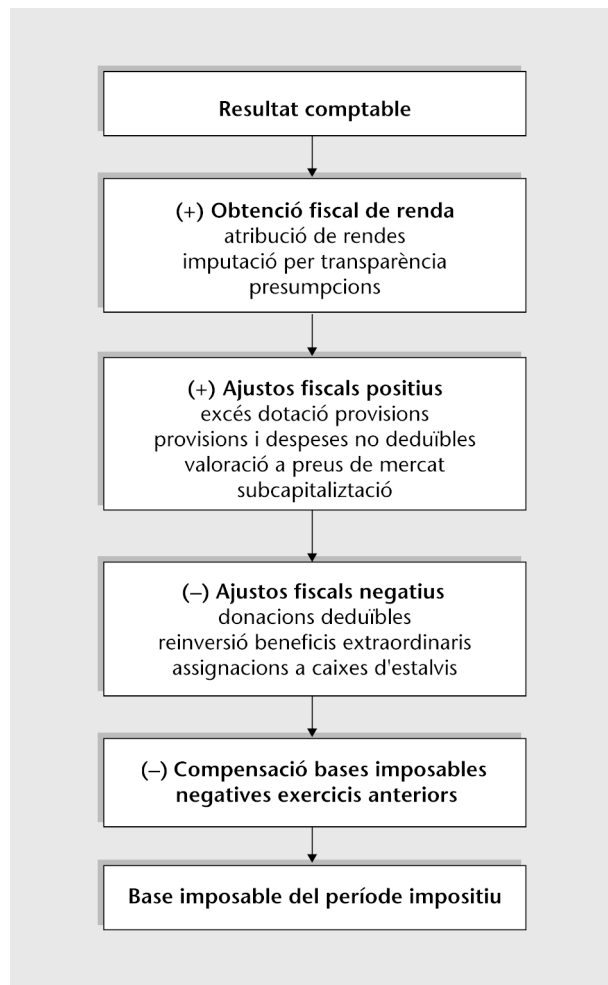 Resultat comptable
(+) Obtenció fiscal de renda
atribució de rendes
imputació per transparència
presumpcions
(+) Ajustos fiscals positius
excés dotació provisions
provisions i despeses no deduïbles
valoració a preus de mercat
subcapitaliztació
(–) Ajustos fiscals negatius
donacions deduïbles
reinversió beneficis extraordinaris
assignacions a caixes d'estalvis
(–) Compensació bases imposables
negatives exercicis anteriors
Base imposable del període impositiu